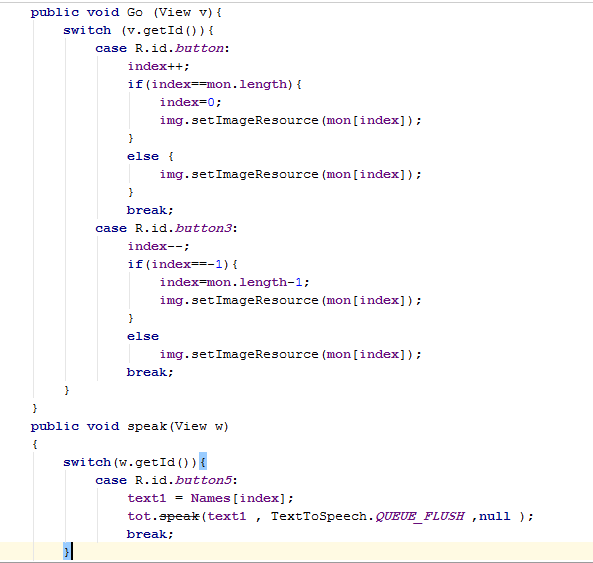 public void Go (View v){
    switch (v.getId()){
        case R.id.button:
            index++;
            if(index==mon.length){
                index=0;
                img.setImageResource(mon[index]);
            }
            else {
                img.setImageResource(mon[index]);
            }
            break;
        case R.id.button3:
            index--;
            if(index==-1){
                index=mon.length-1;
                img.setImageResource(mon[index]);
            }
            else
                img.setImageResource(mon[index]);
            break;
    }
}
public void speak(View w)
{
    switch(w.getId()){
        case R.id.button5:
            text1 = Names[index];
            tot.speak(text1 , TextToSpeech.QUEUE_FLUSH ,null );
            break;
    }